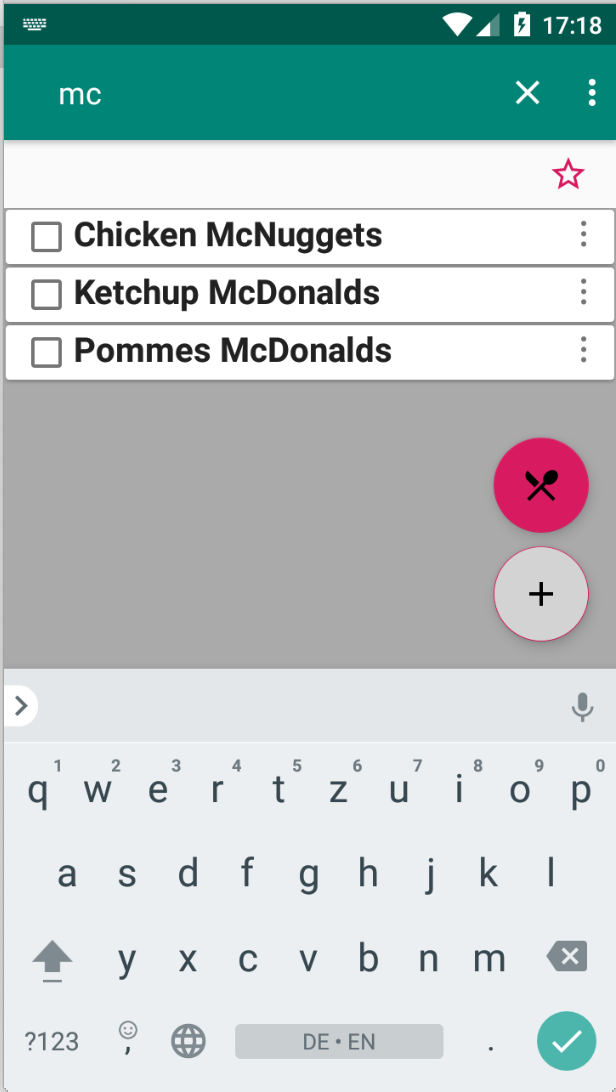 17:18
mc
Chicken McNuggets
Ketchup McDonalds
Pommes McDonalds
1 2 3 4 5 6 7 8 9 0
q w e r t z u i o p
a s d f g h j k l
y x c v b n m
?123 , DE • EN .